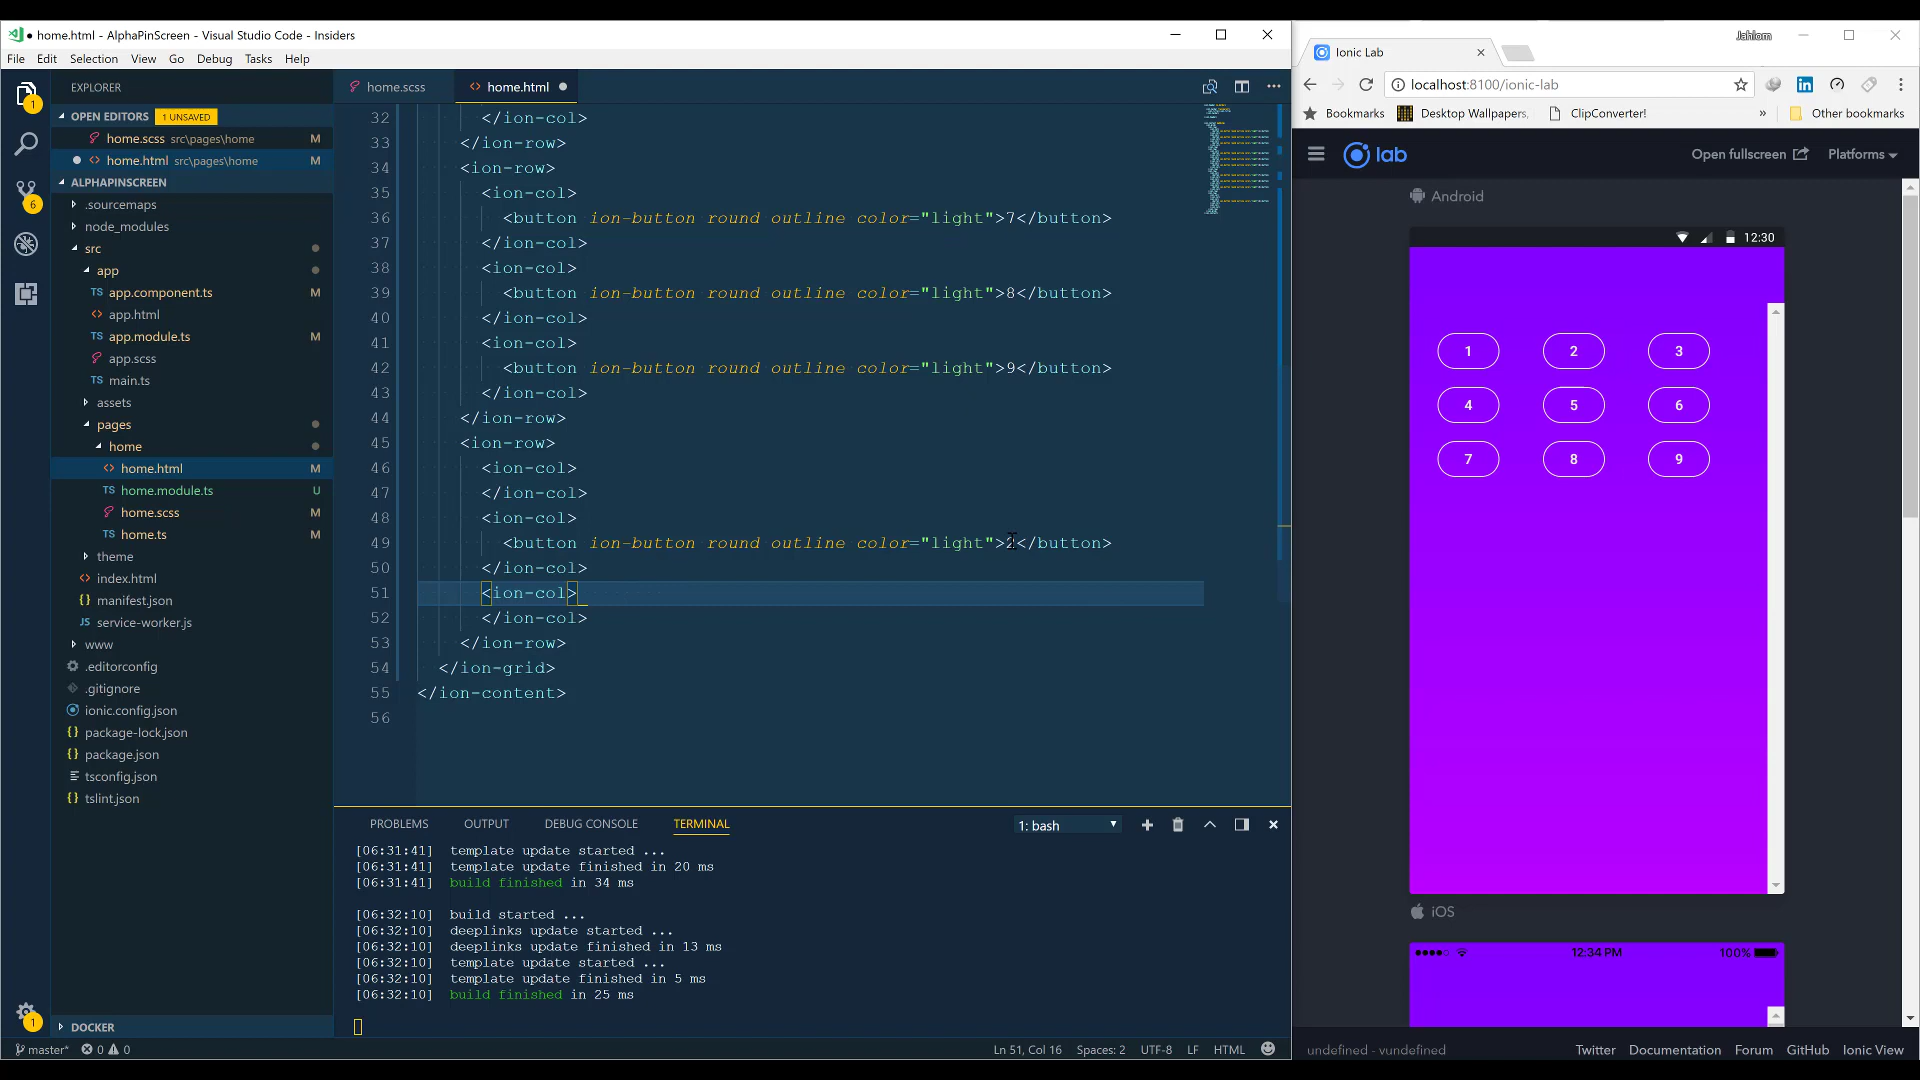 home.html - AlphaPinScreen - Visual Studio Code - Insiders
File Edit Selection View Go Debug Tasks Help
EXPLORER
OPEN EDITORS 1 UNSAVED
home.scss src\pages\home M
home.html src\pages\home M
ALPHAPINSCREEN
.sourcemaps
node_modules
src
app
TS app.component.ts M
app.html
TS app.module.ts M
app.scss
TS main.ts
assets
pages
home
home.html M
TS home.module.ts U
home.scss M
TS home.ts M
theme
index.html
manifest.json
JS service-worker.js
www
.editorconfig
.gitignore
ionic.config.json
{} package-lock.json
{} package.json
tsconfig.json
{} tslint.json
DOCKER
1
6
1
home.scss
home.html
32 </ion-col>
33 </ion-row>
34 <ion-row>
35 <ion-col>
36 <button ion-button round outline color="light">7</button>
37 </ion-col>
38 <ion-col>
39 <button ion-button round outline color="light">8</button>
40 </ion-col>
41 <ion-col>
42 <button ion-button round outline color="light">9</button>
43 </ion-col>
44 </ion-row>
45 <ion-row>
46 <ion-col>
47 </ion-col>
48 <ion-col>
49 <button ion-button round outline color="light">2</button>
50 </ion-col>
51 <ion-col>
52 </ion-col>
53 </ion-row>
54 </ion-grid>
55 </ion-content>
56
PROBLEMS OUTPUT DEBUG CONSOLE TERMINAL 1: bash
[06:31:41] template update started ...
[06:31:41] template update finished in 20 ms
[06:31:41] build finished in 34 ms
[06:32:10] build started ...
[06:32:10] deeplinks update started ...
[06:32:10] deeplinks update finished in 13 ms
[06:32:10] template update started ...
[06:32:10] template update finished in 5 ms
[06:32:10] build finished in 25 ms
master* 0 0 Ln 51, Col 16 Spaces: 2 UTF-8 LF HTML
Ionic Lab
Jahlom
localhost:8100/ionic-lab
Bookmarks Desktop Wallpapers, ClipConverter! » Other bookmarks
lab Open fullscreen Platforms
Android
12:30
1 2 3
4 5 6
7 8 9
iOS
12:34 PM 100%
undefined - vundefined Twitter Documentation Forum GitHub Ionic View